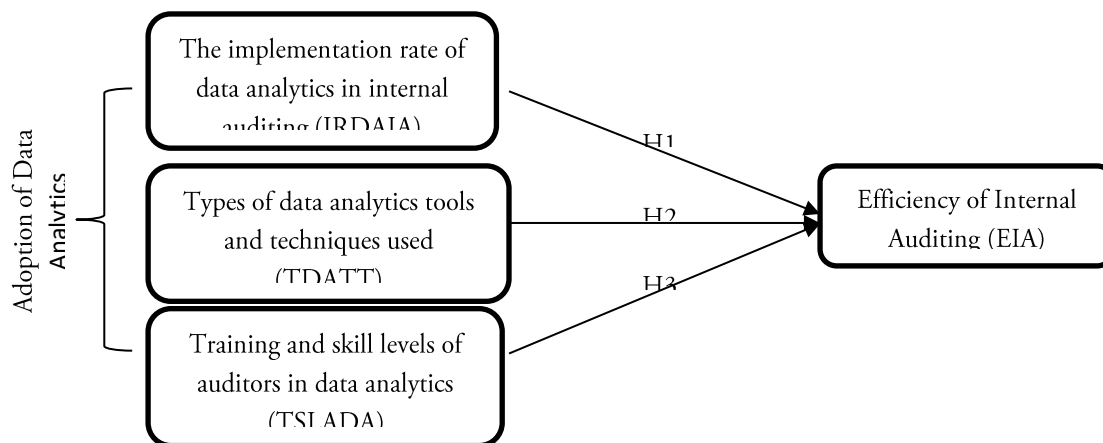 The implementation rate of
data analytics in internal
auditing (IRDAIA)
Types of data analytics tools
and techniques used
(TDATT)
Training and skill levels of
auditors in data analytics
(TSLADA)
Adoption of Data
Analytics
H1
H2
H3
Efficiency of Internal
Auditing (EIA)